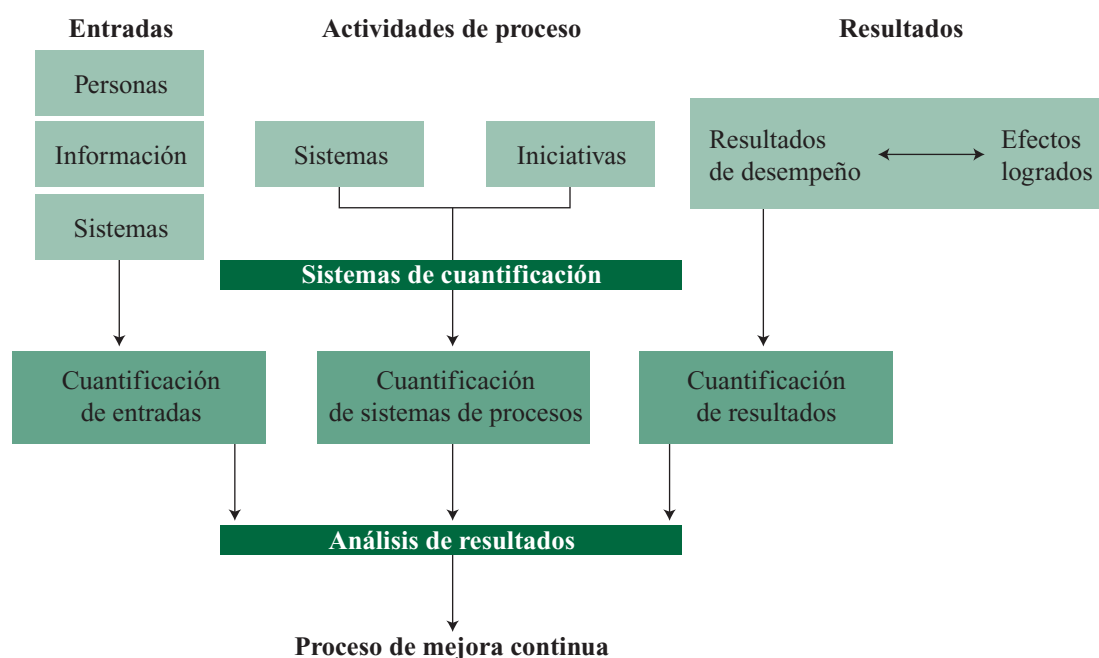 Entradas
Actividades de proceso
Resultados
Personas
Información
Sistemas
Sistemas
Iniciativas
Resultados
de desempeño
Efectos
logrados
Sistemas de cuantificación
Cuantificación
de entradas
Cuantificación
de sistemas de procesos
Cuantificación
de resultados
Análisis de resultados
Proceso de mejora continua